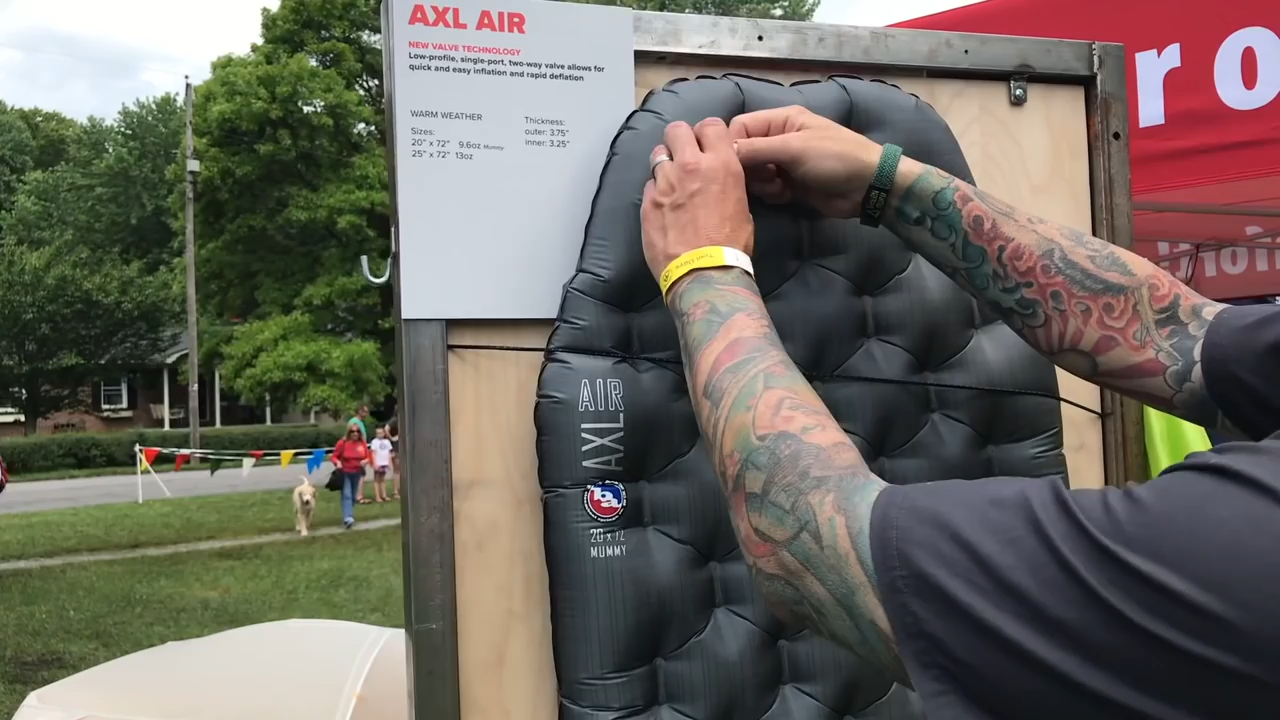 AXL AIR
NEW VALVE TECHNOLOGY
Low-profile, single-port, two-way valve allows for
quick and easy inflation and rapid deflation
WARM WEATHER
Sizes:
20" x 72" 9.6oz Mummy
25" x 72" 13oz
Thickness:
outer: 3.75"
inner: 3.25"
r o
AXL AIR
ba
20 x 72
MUMMY